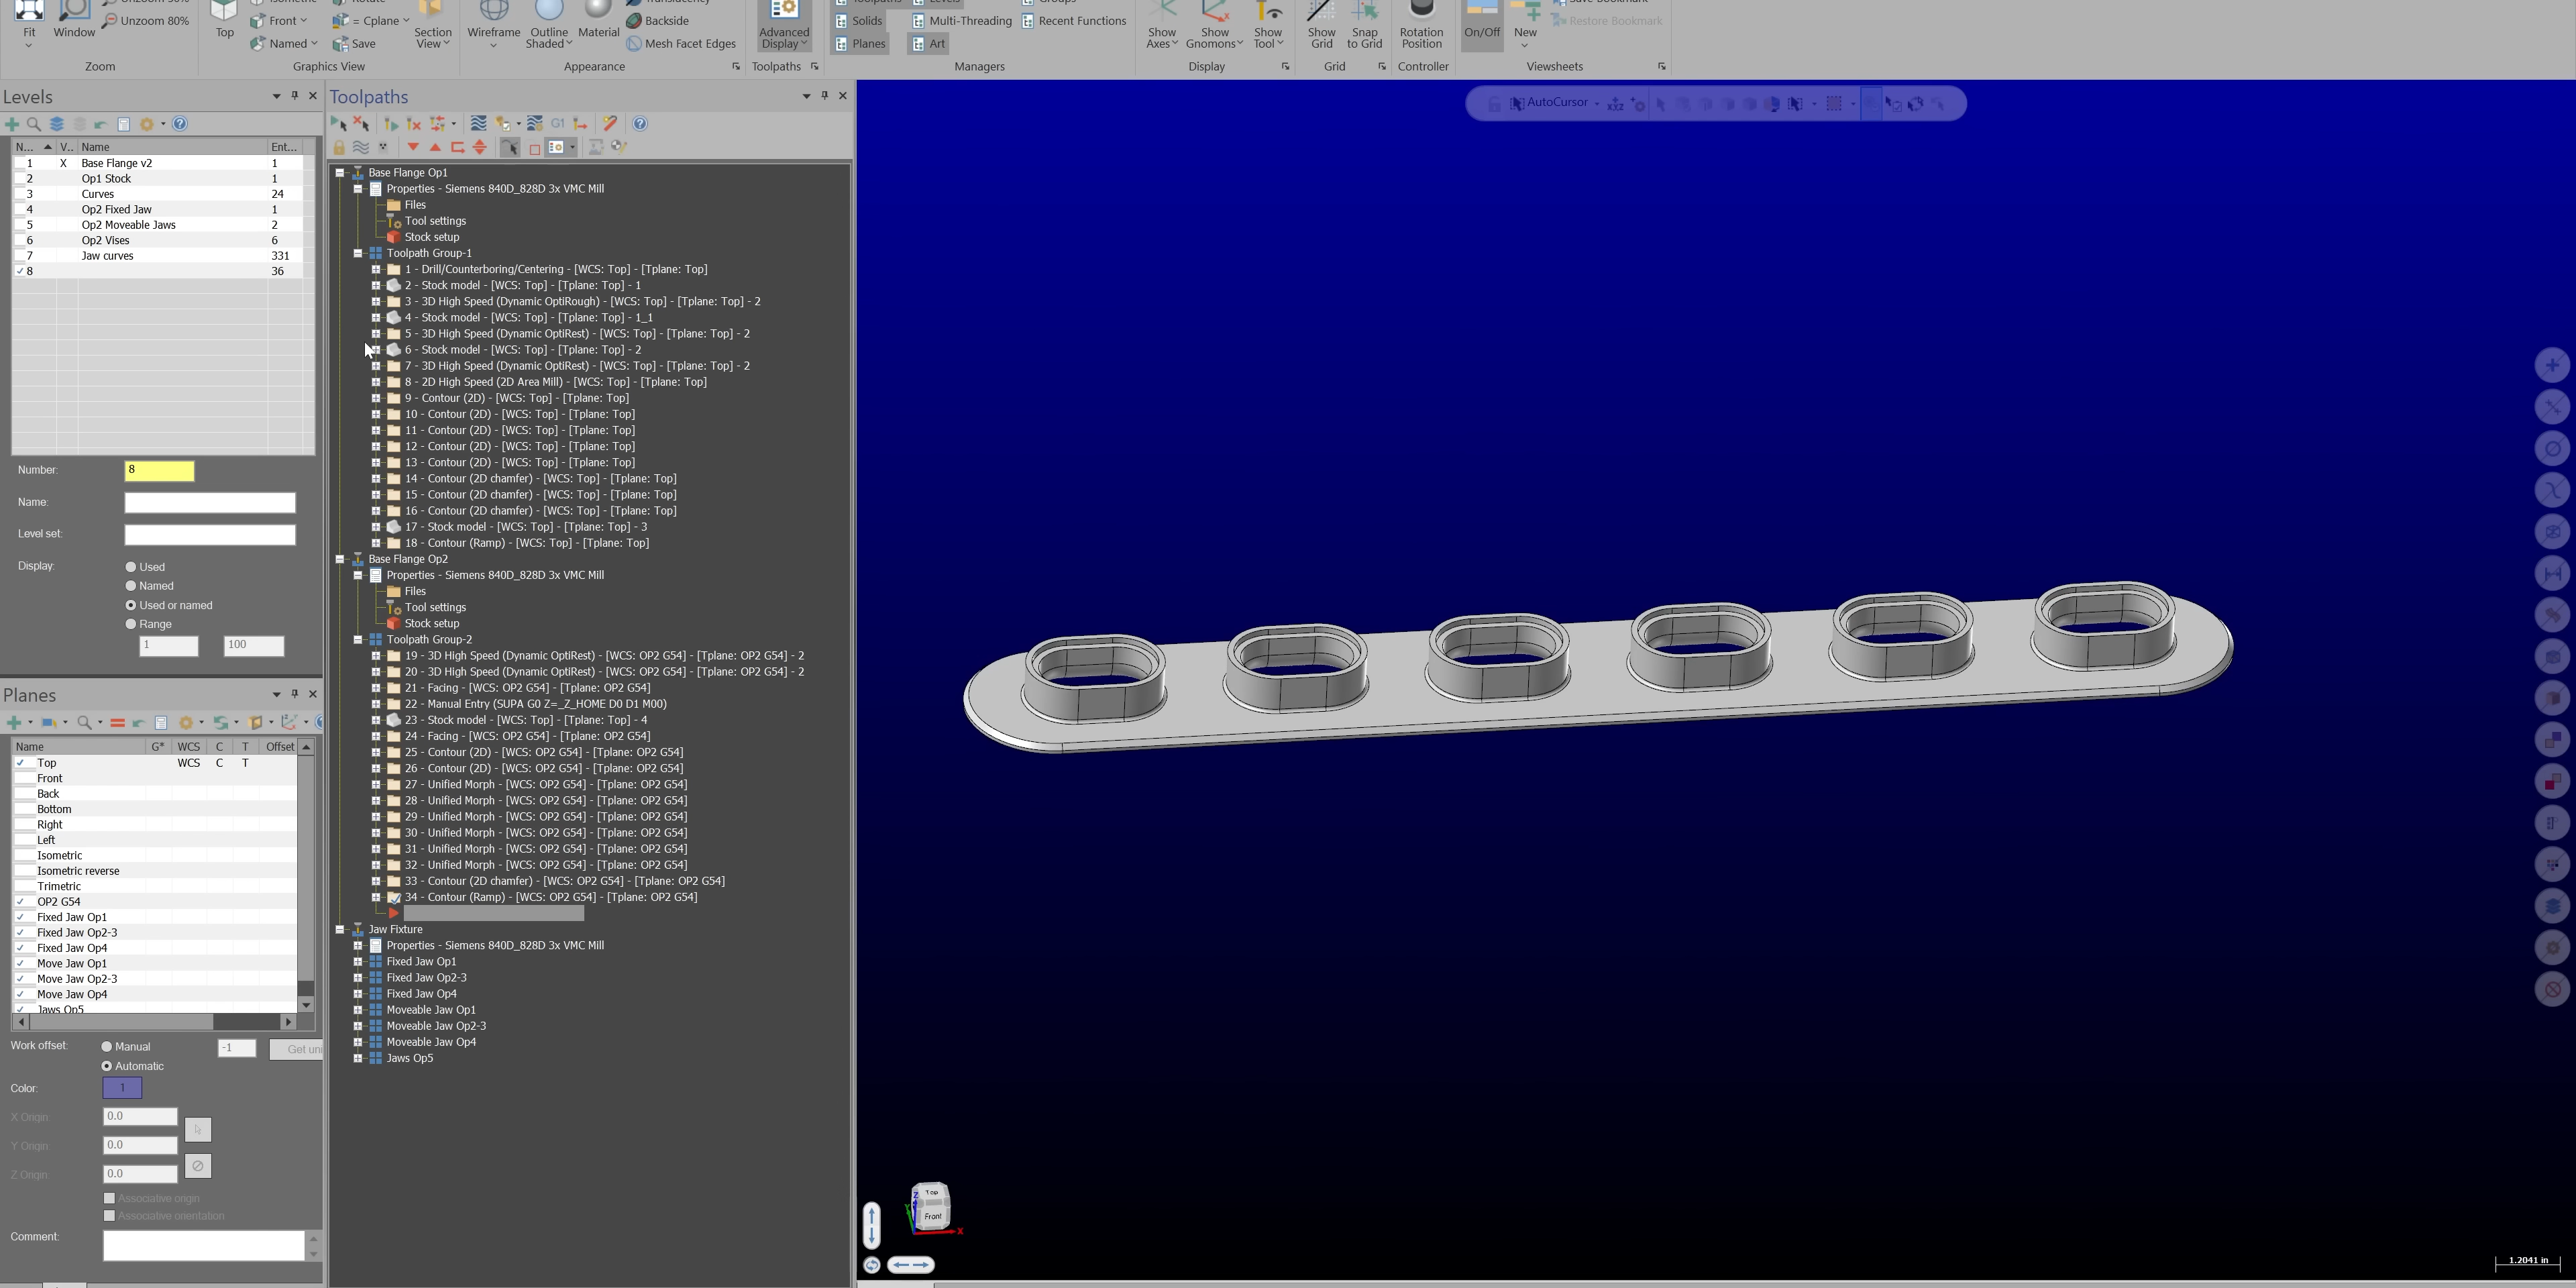 Fit
Window
Unzoom 80%
Zoom
Top
Front
Named
= Cplane
Save
Section
View
Graphics View
Wireframe
Outline
Shaded
Material
Translucency
Backside
Mesh Facet Edges
Appearance
Advanced
Display
Toolpaths
Solids
Planes
Multi-Threading
Art
Recent Functions
Managers
Show
Axes
Show
Gnomons
Show
Tool
Display
Show
Grid
Snap
to Grid
Grid
Rotation
Position
Controller
On/Off
New
Restore Bookmark
Viewsheets
Levels
N... V.. Name Ent...
1 X Base Flange v2 1
2 Op1 Stock 1
3 Curves 24
4 Op2 Fixed Jaw 1
5 Op2 Moveable Jaws 2
6 Op2 Vises 6
7 Jaw curves 331
8 36
Number: 8
Name:
Level set:
Display: Used
Named
Used or named
Range
1 100
Planes
Name G* WCS C T Offset
Top WCS C T
Front
Back
Bottom
Right
Left
Isometric
Isometric reverse
Trimetric
OP2 G54
Fixed Jaw Op1
Fixed Jaw Op2-3
Fixed Jaw Op4
Move Jaw Op1
Move Jaw Op2-3
Move Jaw Op4
Jaws Op5
Work offset: Manual -1 Get uni
Automatic
Color: 1
X Origin 0.0
Y Origin 0.0
Z Origin 0.0
Associative origin
Associative orientation
Comment:
Toolpaths
G1
Base Flange Op1
Properties - Siemens 840D_828D 3x VMC Mill
Files
Tool settings
Stock setup
Toolpath Group-1
1 - Drill/Counterboring/Centering - [WCS: Top] - [Tplane: Top]
2 - Stock model - [WCS: Top] - [Tplane: Top] - 1
3 - 3D High Speed (Dynamic OptiRough) - [WCS: Top] - [Tplane: Top] - 2
4 - Stock model - [WCS: Top] - [Tplane: Top] - 1_1
5 - 3D High Speed (Dynamic OptiRest) - [WCS: Top] - [Tplane: Top] - 2
6 - Stock model - [WCS: Top] - [Tplane: Top] - 2
7 - 3D High Speed (Dynamic OptiRest) - [WCS: Top] - [Tplane: Top] - 2
8 - 2D High Speed (2D Area Mill) - [WCS: Top] - [Tplane: Top]
9 - Contour (2D) - [WCS: Top] - [Tplane: Top]
10 - Contour (2D) - [WCS: Top] - [Tplane: Top]
11 - Contour (2D) - [WCS: Top] - [Tplane: Top]
12 - Contour (2D) - [WCS: Top] - [Tplane: Top]
13 - Contour (2D) - [WCS: Top] - [Tplane: Top]
14 - Contour (2D chamfer) - [WCS: Top] - [Tplane: Top]
15 - Contour (2D chamfer) - [WCS: Top] - [Tplane: Top]
16 - Contour (2D chamfer) - [WCS: Top] - [Tplane: Top]
17 - Stock model - [WCS: Top] - [Tplane: Top] - 3
18 - Contour (Ramp) - [WCS: Top] - [Tplane: Top]
Base Flange Op2
Properties - Siemens 840D_828D 3x VMC Mill
Files
Tool settings
Stock setup
Toolpath Group-2
19 - 3D High Speed (Dynamic OptiRest) - [WCS: OP2 G54] - [Tplane: OP2 G54] - 2
20 - 3D High Speed (Dynamic OptiRest) - [WCS: OP2 G54] - [Tplane: OP2 G54] - 2
21 - Facing - [WCS: OP2 G54] - [Tplane: OP2 G54]
22 - Manual Entry (SUPA G0 Z=_Z_HOME D0 D1 M00)
23 - Stock model - [WCS: Top] - [Tplane: Top] - 4
24 - Facing - [WCS: OP2 G54] - [Tplane: OP2 G54]
25 - Contour (2D) - [WCS: OP2 G54] - [Tplane: OP2 G54]
26 - Contour (2D) - [WCS: OP2 G54] - [Tplane: OP2 G54]
27 - Unified Morph - [WCS: OP2 G54] - [Tplane: OP2 G54]
28 - Unified Morph - [WCS: OP2 G54] - [Tplane: OP2 G54]
29 - Unified Morph - [WCS: OP2 G54] - [Tplane: OP2 G54]
30 - Unified Morph - [WCS: OP2 G54] - [Tplane: OP2 G54]
31 - Unified Morph - [WCS: OP2 G54] - [Tplane: OP2 G54]
32 - Unified Morph - [WCS: OP2 G54] - [Tplane: OP2 G54]
33 - Contour (2D chamfer) - [WCS: OP2 G54] - [Tplane: OP2 G54]
34 - Contour (Ramp) - [WCS: OP2 G54] - [Tplane: OP2 G54]
Jaw Fixture
Properties - Siemens 840D_828D 3x VMC Mill
Fixed Jaw Op1
Fixed Jaw Op2-3
Fixed Jaw Op4
Moveable Jaw Op1
Moveable Jaw Op2-3
Moveable Jaw Op4
Jaws Op5
AutoCursor
XYZ
Top
Front
Z
Y
X
1.2041 in